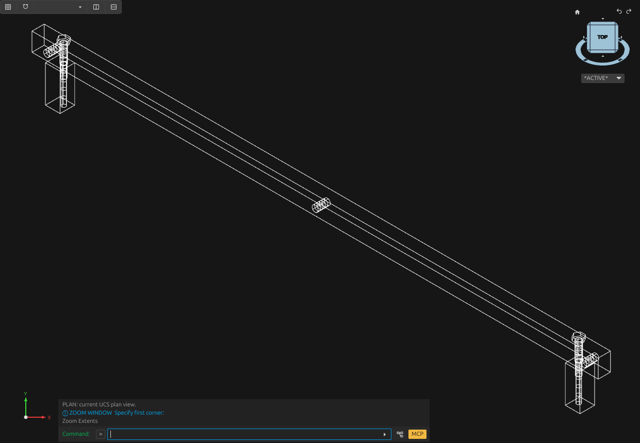 TOP
*ACTIVE*
PLAN: current UCS plan view.
ZOOM WINDOW Specify first corner:
Zoom Extents
Command: >
MCP
Y
X